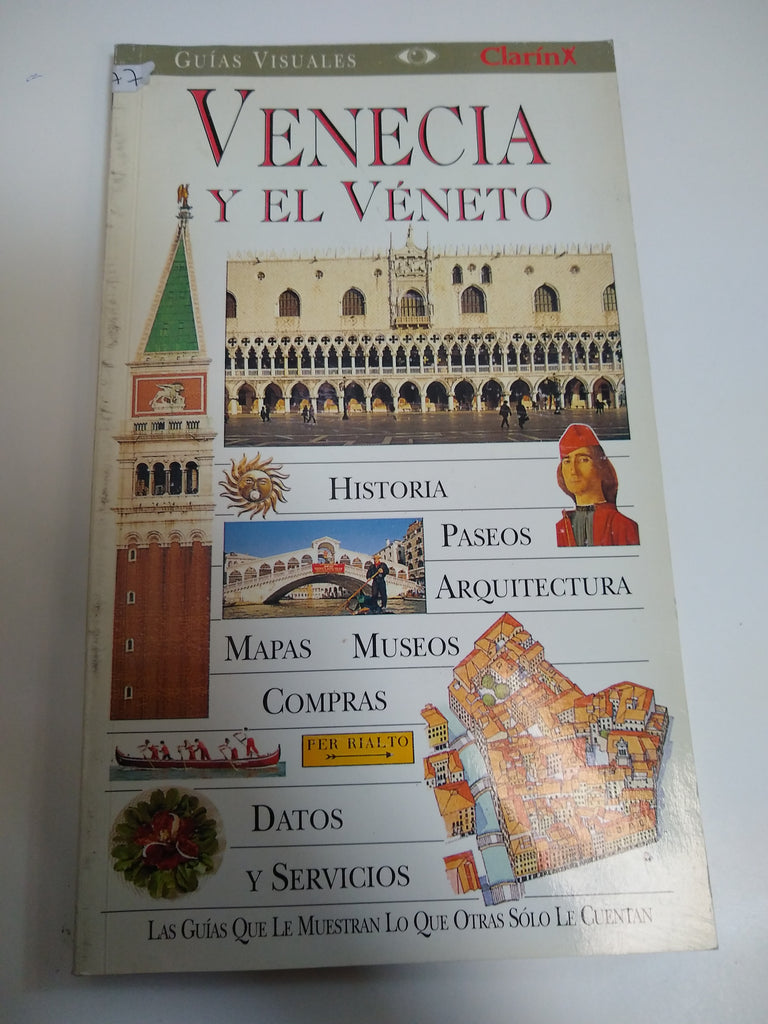 GUÍAS VISUALES Clarín
77
VENECIA
Y EL VÉNETO
HISTORIA
PASEOS
ARQUITECTURA
MAPAS MUSEOS
COMPRAS
PER RIALTO
DATOS
Y SERVICIOS
LAS GUÍAS QUE LE MUESTRAN LO QUE OTRAS SÓLO LE CUENTAN